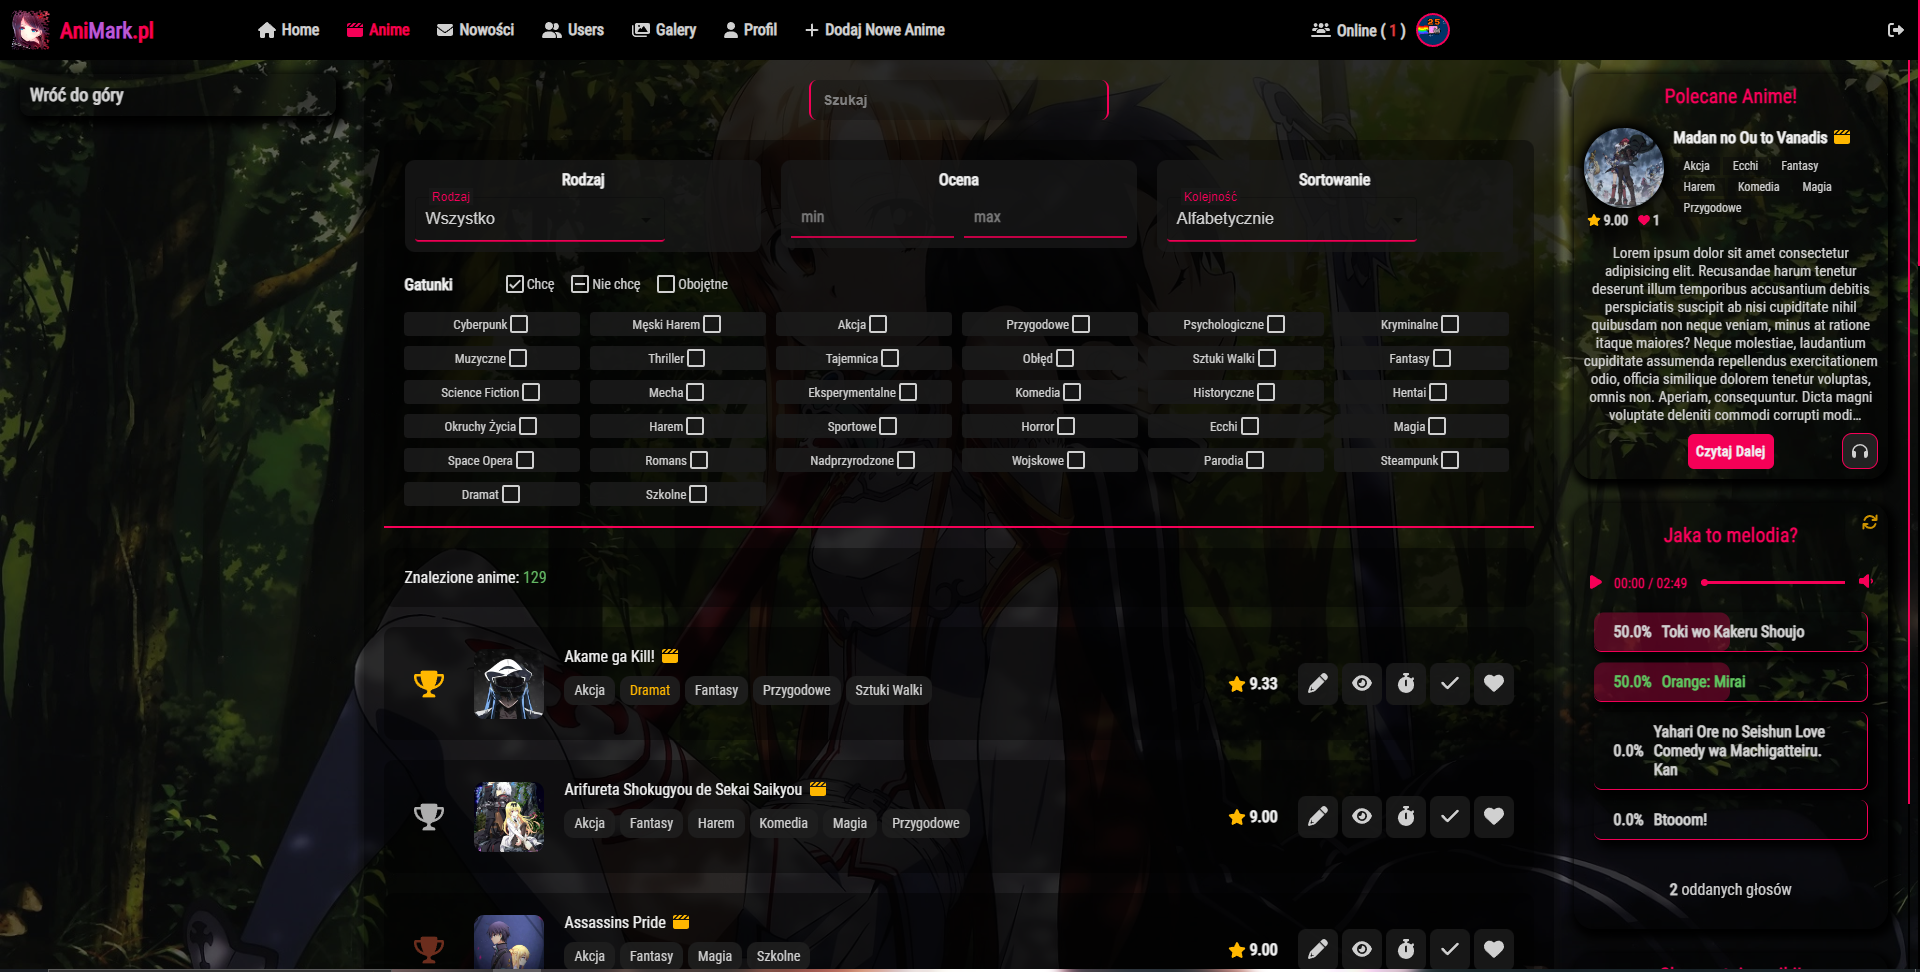 AniMark.pl
Home
Anime
Nowości
Users
Galery
Profil
Dodaj Nowe Anime
Online ( 1 )
Wróć do góry
Szukaj
Rodzaj
Rodzaj
Wszystko
Ocena
min
max
Sortowanie
Kolejność
Alfabetycznie
Gatunki
Chcę
Nie chcę
Obojętne
Cyberpunk
Męski Harem
Akcja
Przygodowe
Psychologiczne
Kryminalne
Muzyczne
Thriller
Tajemnica
Obłęd
Sztuki Walki
Fantasy
Science Fiction
Mecha
Eksperymentalne
Komedia
Historyczne
Hentai
Okruchy Życia
Harem
Sportowe
Horror
Ecchi
Magia
Space Opera
Romans
Nadprzyrodzone
Wojskowe
Parodia
Steampunk
Dramat
Szkolne
Znalezione anime: 129
Akame ga Kill!
Akcja
Dramat
Fantasy
Przygodowe
Sztuki Walki
9.33
Arifureta Shokugyou de Sekai Saikyou
Akcja
Fantasy
Harem
Komedia
Magia
Przygodowe
9.00
Assassins Pride
Akcja
Fantasy
Magia
Szkolne
9.00
Polecane Anime!
Madan no Ou to Vanadis
Akcja
Ecchi
Fantasy
Harem
Komedia
Magia
Przygodowe
9.00
1
Lorem ipsum dolor sit amet consectetur
adipisicing elit. Recusandae harum tenetur
deserunt illum temporibus accusantium debitis
perspiciatis suscipit ab nisi cupiditate nihil
quibusdam non neque veniam, minus at ratione
itaque maiores? Neque molestiae, laudantium
cupiditate assumenda repellendus exercitationem
odio, officia similique dolorem tenetur voluptas,
omnis non. Aperiam, consequuntur. Dicta magni
voluptate deleniti commodi corrupti modi...
Czytaj Dalej
Jaka to melodia?
00:00 / 02:49
50.0% Toki wo Kakeru Shoujo
50.0% Orange: Mirai
0.0% Yahari Ore no Seishun Love
Comedy wa Machigatteiru.
Kan
0.0% Btooom!
2 oddanych głosów